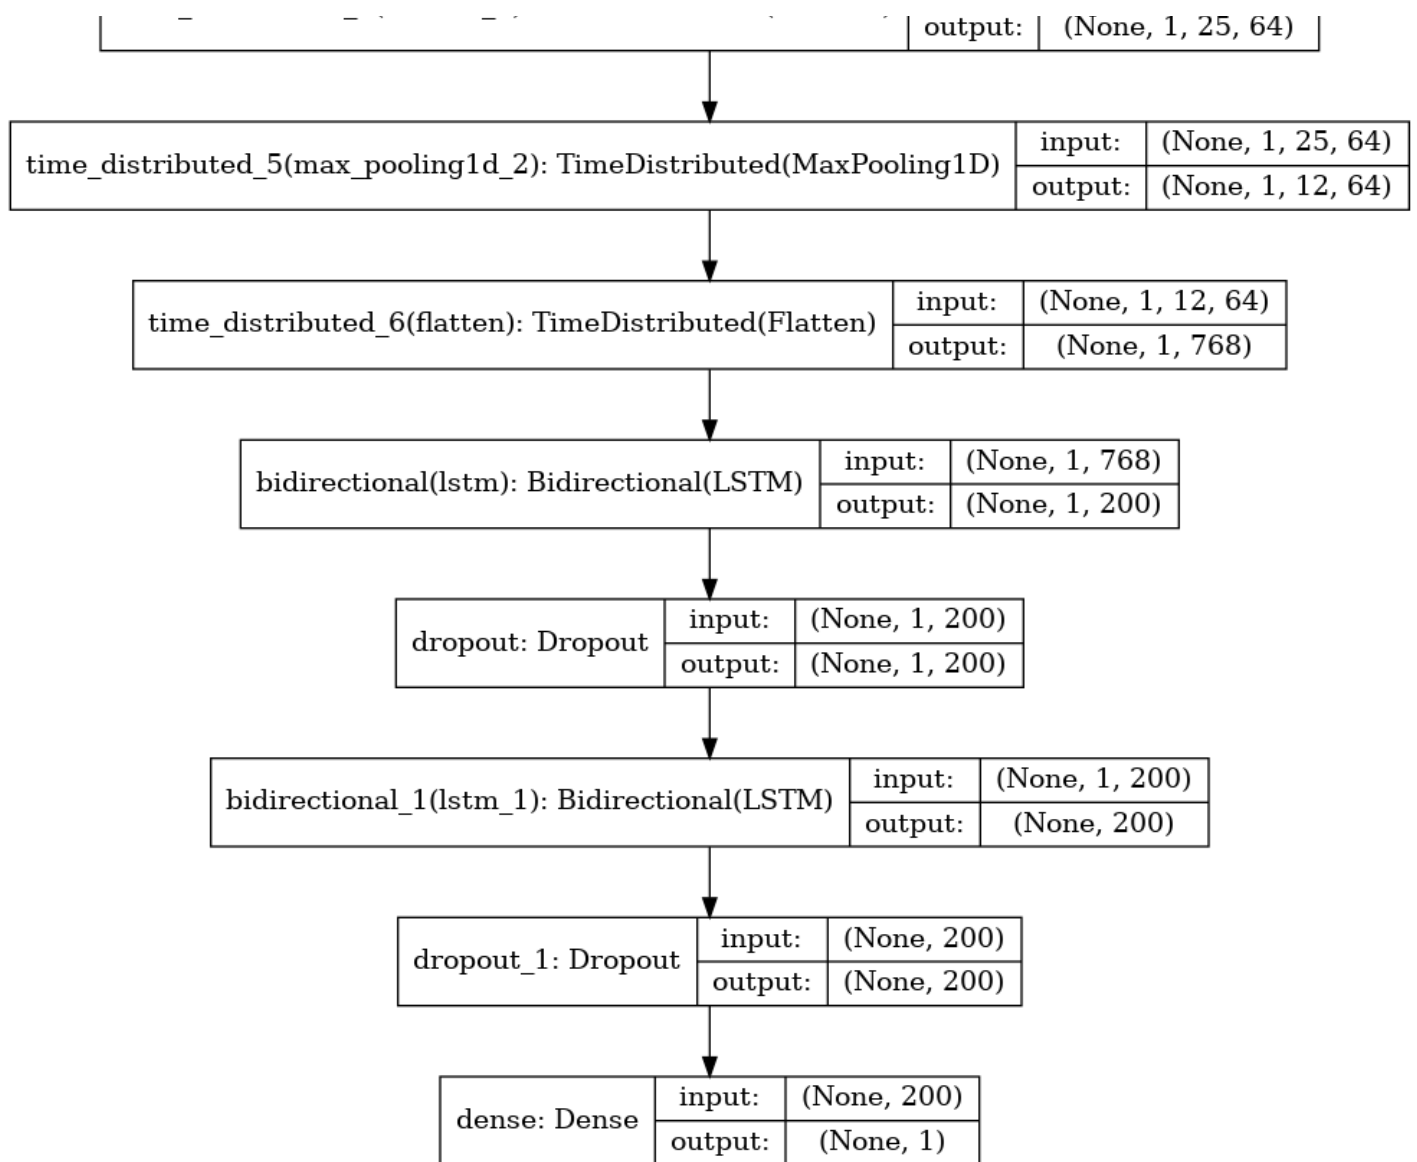 output: (None, 1, 25, 64)
time_distributed_5(max_pooling1d_2): TimeDistributed(MaxPooling1D)
input: (None, 1, 25, 64)
output: (None, 1, 12, 64)
time_distributed_6(flatten): TimeDistributed(Flatten)
input: (None, 1, 12, 64)
output: (None, 1, 768)
bidirectional(lstm): Bidirectional(LSTM)
input: (None, 1, 768)
output: (None, 1, 200)
dropout: Dropout
input: (None, 1, 200)
output: (None, 1, 200)
bidirectional_1(lstm_1): Bidirectional(LSTM)
input: (None, 1, 200)
output: (None, 200)
dropout_1: Dropout
input: (None, 200)
output: (None, 200)
dense: Dense
input: (None, 200)
output: (None, 1)